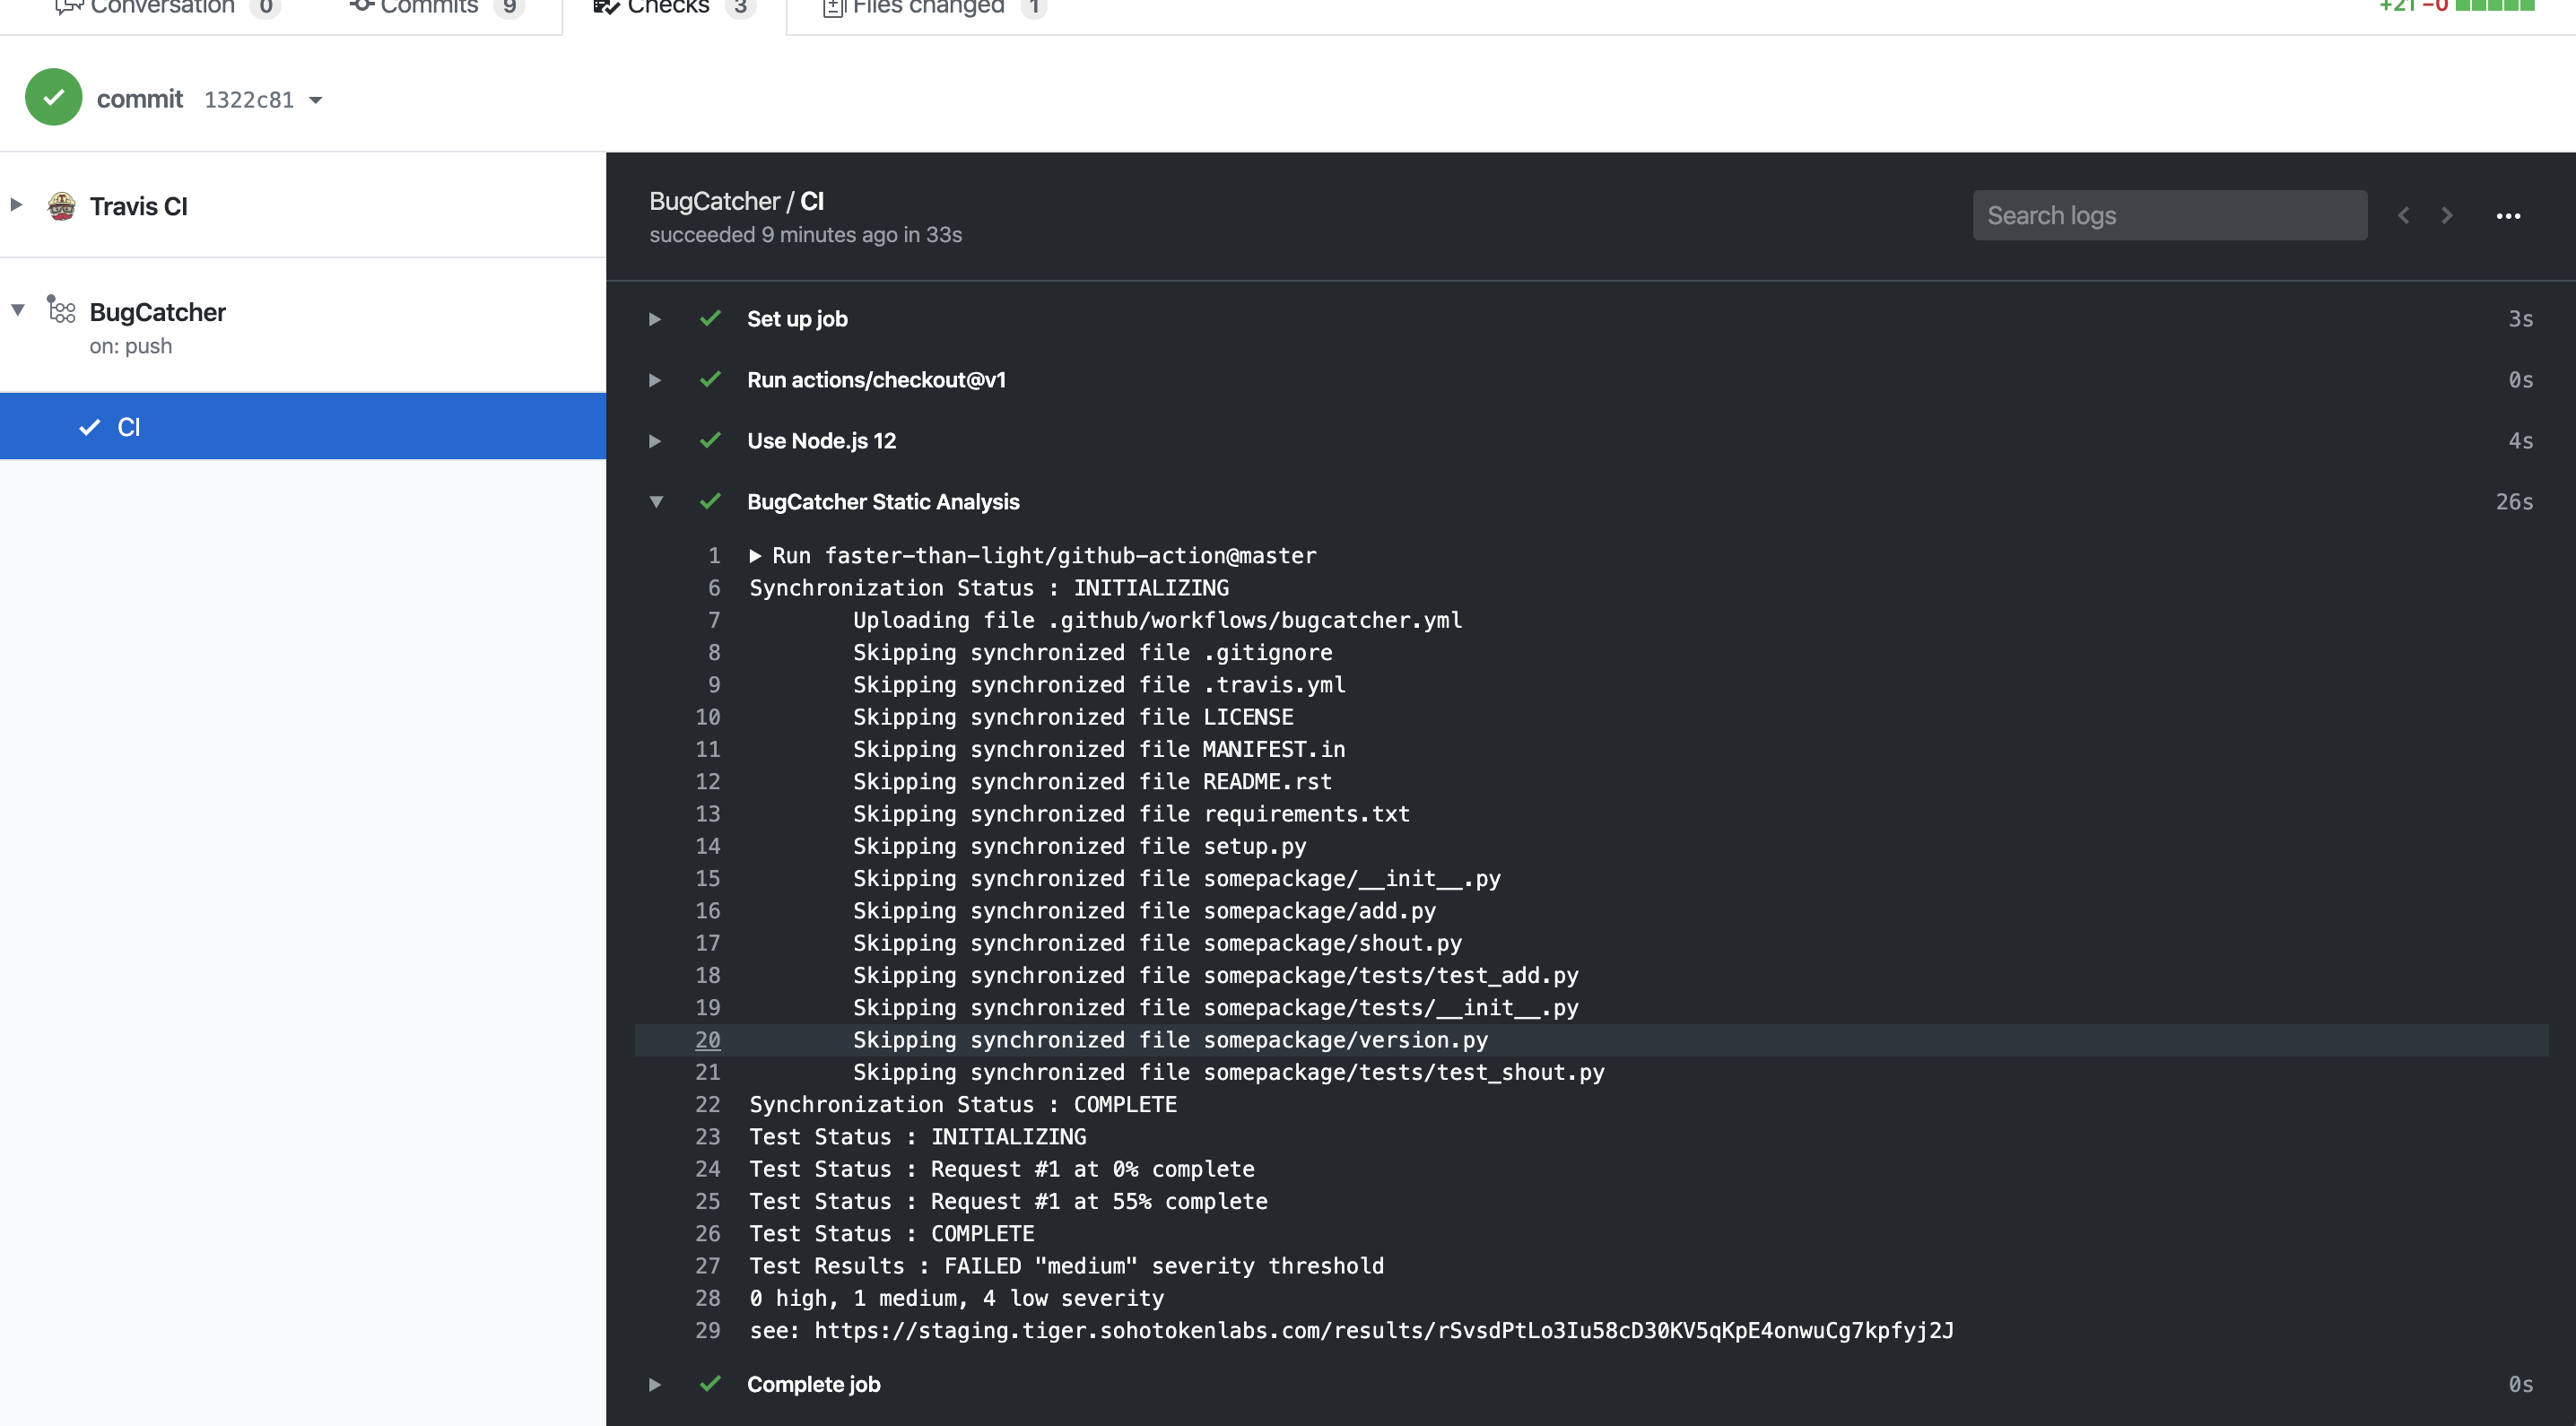 Conversation 0 Commits 9 Checks 3 Files changed 1 +21 −0
commit 1322c81
Travis CI
BugCatcher
on: push
CI
BugCatcher / CI
succeeded 9 minutes ago in 33s
Search logs
Set up job 3s
Run actions/checkout@v1 0s
Use Node.js 12 4s
BugCatcher Static Analysis 26s
1 Run faster-than-light/github-action@master
6 Synchronization Status : INITIALIZING
7 Uploading file .github/workflows/bugcatcher.yml
8 Skipping synchronized file .gitignore
9 Skipping synchronized file .travis.yml
10 Skipping synchronized file LICENSE
11 Skipping synchronized file MANIFEST.in
12 Skipping synchronized file README.rst
13 Skipping synchronized file requirements.txt
14 Skipping synchronized file setup.py
15 Skipping synchronized file somepackage/__init__.py
16 Skipping synchronized file somepackage/add.py
17 Skipping synchronized file somepackage/shout.py
18 Skipping synchronized file somepackage/tests/test_add.py
19 Skipping synchronized file somepackage/tests/__init__.py
20 Skipping synchronized file somepackage/version.py
21 Skipping synchronized file somepackage/tests/test_shout.py
22 Synchronization Status : COMPLETE
23 Test Status : INITIALIZING
24 Test Status : Request #1 at 0% complete
25 Test Status : Request #1 at 55% complete
26 Test Status : COMPLETE
27 Test Results : FAILED "medium" severity threshold
28 0 high, 1 medium, 4 low severity
29 see: https://staging.tiger.sohotokenlabs.com/results/rSvsdPtLo3Iu58cD30KV5qKpE4onwuCg7kpfyj2J
Complete job 0s